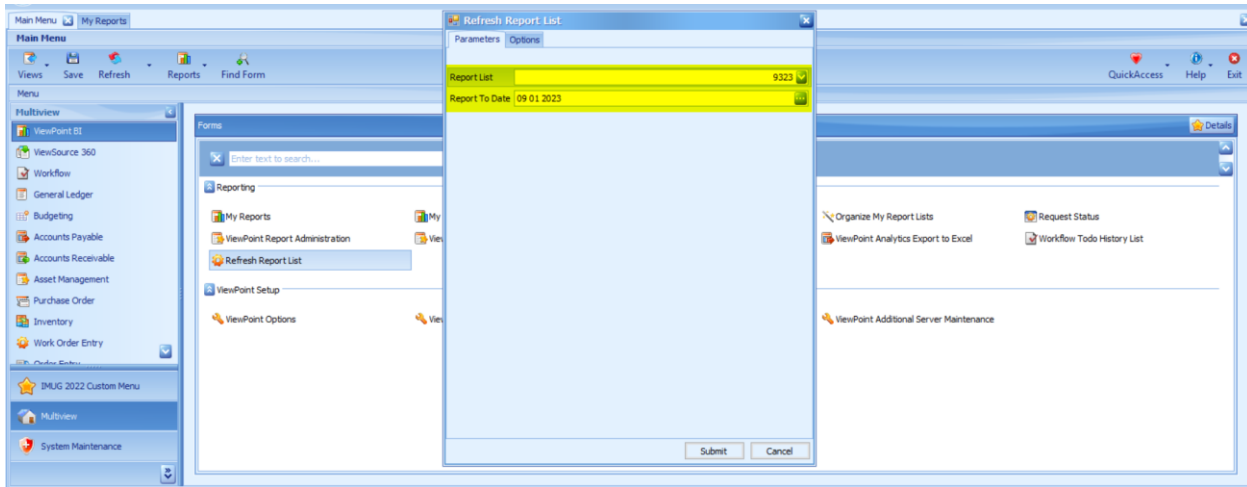 Main Menu My Reports
Main Menu
Views Save Refresh Reports Find Form QuickAccess Help Exit
Menu
Multiview
ViewPoint BI
ViewSource 360
Workflow
General Ledger
Budgeting
Accounts Payable
Accounts Receivable
Asset Management
Purchase Order
Inventory
Work Order Entry
Order Entry
IMUG 2022 Custom Menu
Multiview
System Maintenance
Forms Details
Enter text to search...
Reporting
My Reports My Organize My Report Lists Request Status
ViewPoint Report Administration View ViewPoint Analytics Export to Excel Workflow Todo History List
Refresh Report List
ViewPoint Setup
ViewPoint Options View ViewPoint Additional Server Maintenance
Refresh Report List
Parameters Options
Report List 9323
Report To Date 09 01 2023
Submit Cancel